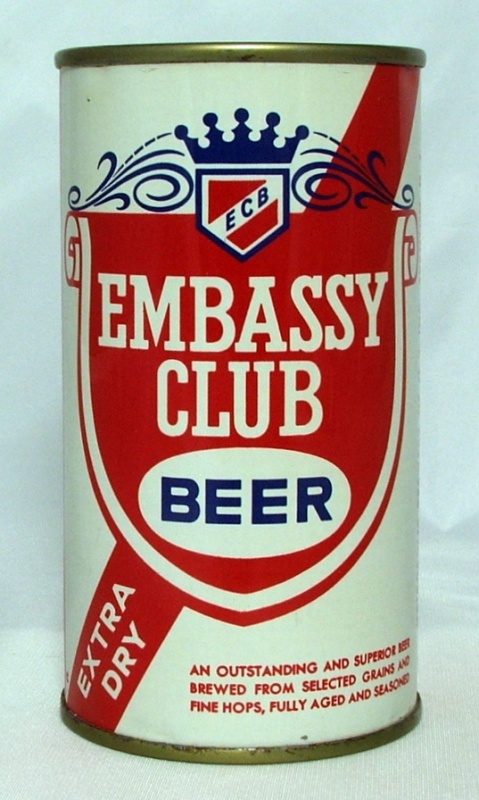 ECB
EMBASSY
CLUB
BEER
EXTRA
DRY
AN OUTSTANDING AND SUPERIOR BEER
BREWED FROM SELECTED GRAINS AND
FINE HOPS, FULLY AGED AND SEASONED